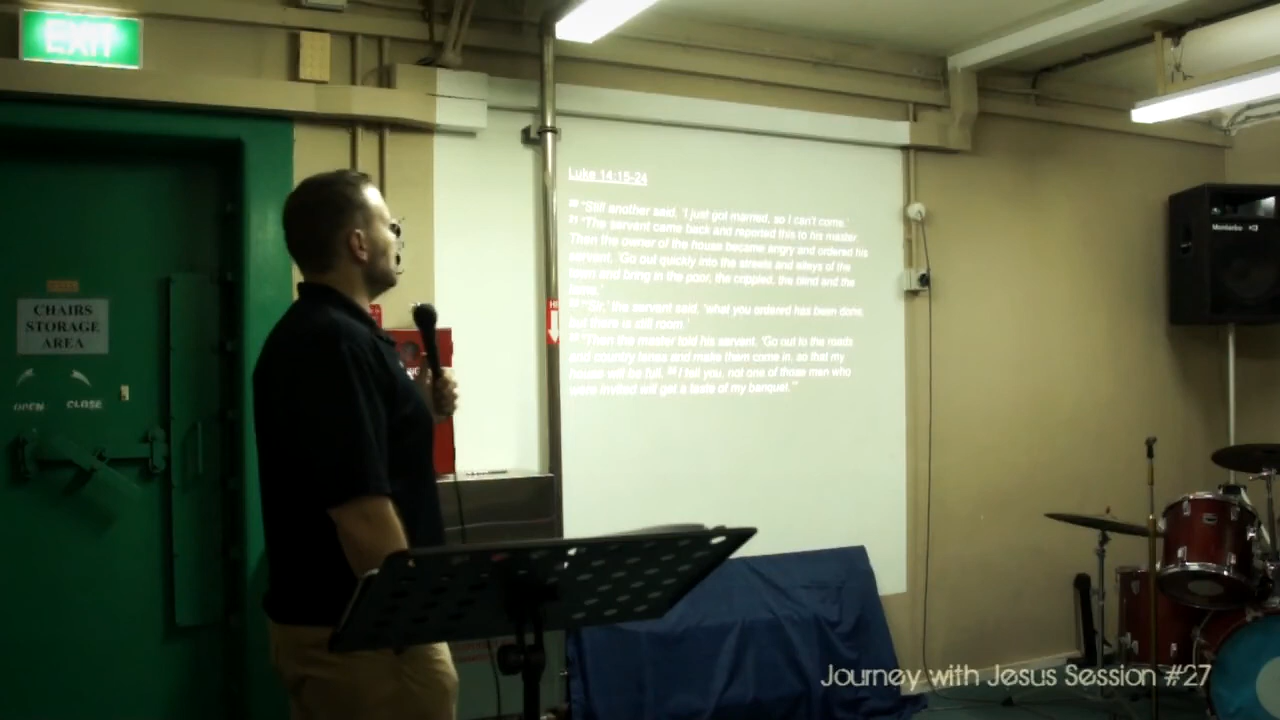 EXIT
Luke 14:15-24
20 "Still another said, 'I just got married, so I can't come.'
21 "The servant came back and reported this to his master.
Then the owner of the house became angry and ordered his
servant, 'Go out quickly into the streets and alleys of the
town and bring in the poor, the crippled, the blind and the
lame.'
22 "'Sir,' the servant said, 'what you ordered has been done,
but there is still room.'
23 "Then the master told his servant, 'Go out to the roads
and country lanes and make them come in, so that my
house will be full. 24 I tell you, not one of those men who
were invited will get a taste of my banquet.'"
Montarbo
CHAIRS
STORAGE
AREA
OPEN CLOSE
Journey with Jesus Session #27